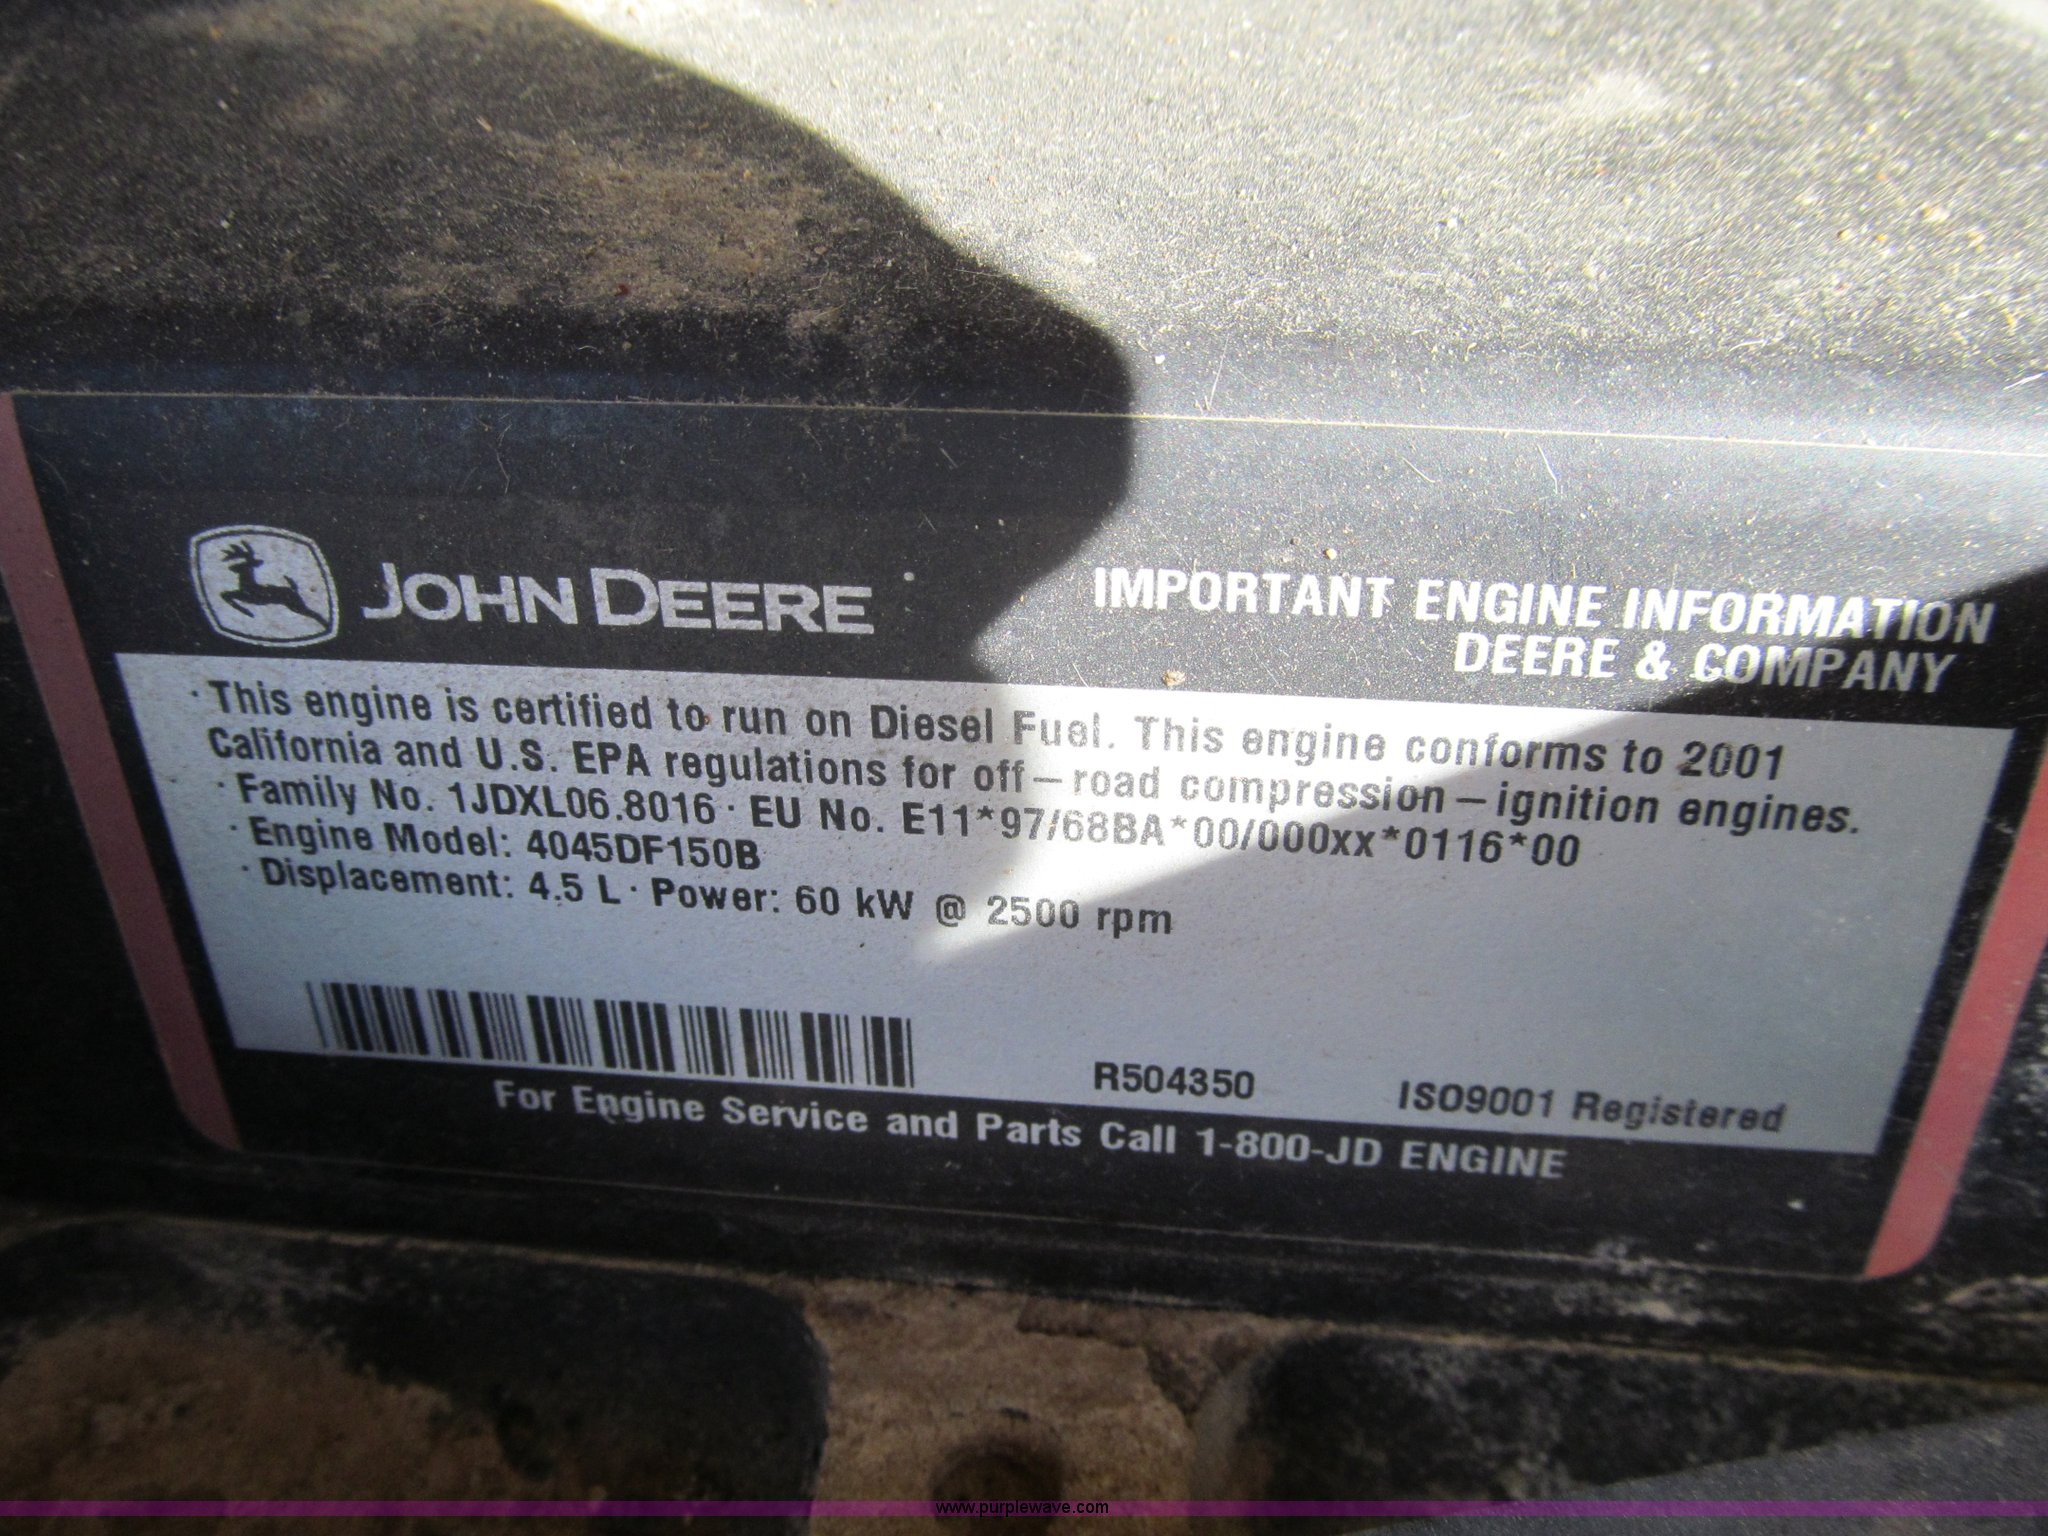 JOHN DEERE
IMPORTANT ENGINE INFORMATION
DEERE & COMPANY
· This engine is certified to run on Diesel Fuel. This engine conforms to 2001
California and U.S. EPA regulations for off–road compression–ignition engines.
· Family No. 1JDXL06.8016 · EU No. E11*97/68BA*00/000xx*0116*00
· Engine Model: 4045DF150B
· Displacement: 4.5 L · Power: 60 kW @ 2500 rpm
R504350
ISO9001 Registered
For Engine Service and Parts Call 1-800-JD ENGINE
www.purplewave.com